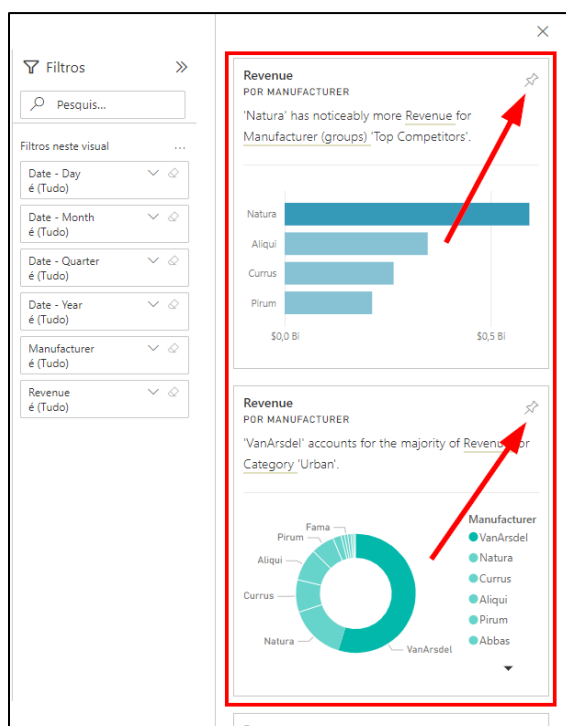 Filtros
Pesquis...
Filtros neste visual
...
Date - Day
é (Tudo)
Date - Month
é (Tudo)
Date - Quarter
é (Tudo)
Date - Year
é (Tudo)
Manufacturer
é (Tudo)
Revenue
é (Tudo)
Revenue
POR MANUFACTURER
'Natura' has noticeably more Revenue for
Manufacturer (groups) 'Top Competitors'.
Natura
Aliqui
Currus
Pirum
$0,0 Bi
$0,5 Bi
Revenue
POR MANUFACTURER
'VanArsdel' accounts for the majority of Revenue for
Category 'Urban'.
Fama
Pirum
Aliqui
Currus
Natura
VanArsdel
Manufacturer
VanArsdel
Natura
Currus
Aliqui
Pirum
Abbas